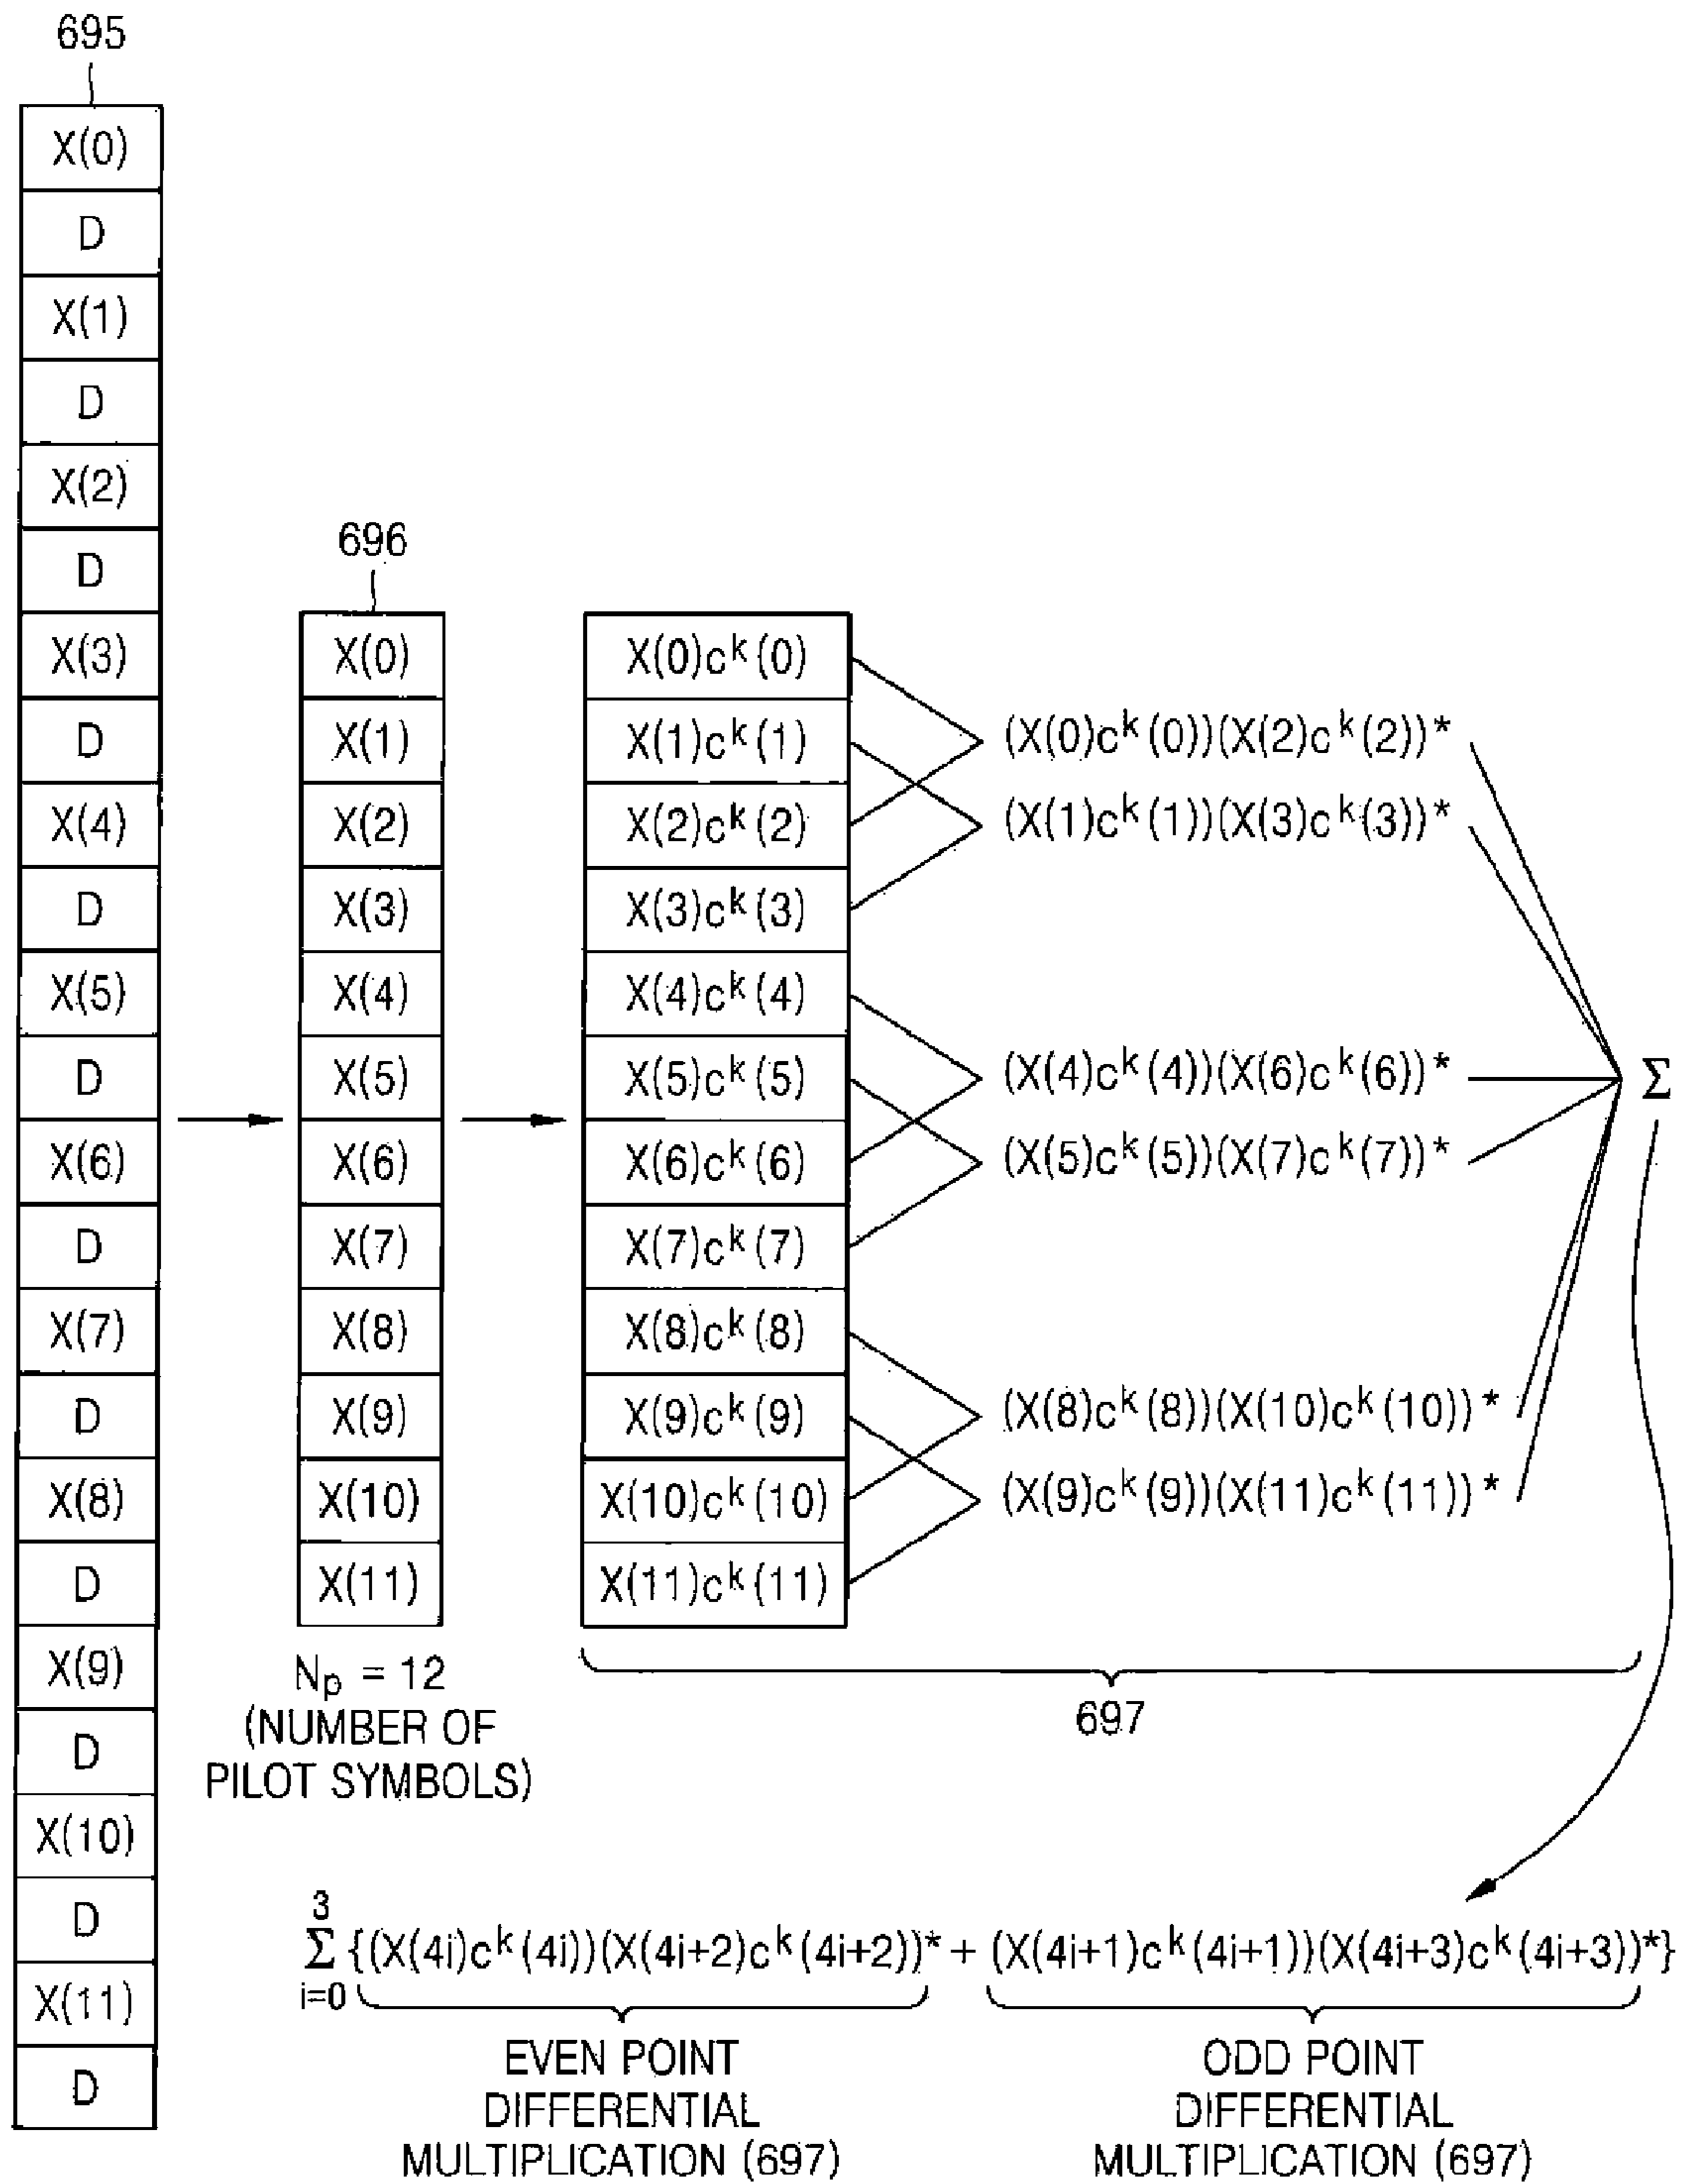 695
X(0)
D
X(1)
D
X(2)
D
X(3)
D
X(4)
D
X(5)
D
X(6)
D
X(7)
D
X(8)
D
X(9)
D
X(10)
D
X(11)
D
696
X(0)
X(1)
X(2)
X(3)
X(4)
X(5)
X(6)
X(7)
X(8)
X(9)
X(10)
X(11)
Np = 12
(NUMBER OF
PILOT SYMBOLS)
X(0)c^k(0)
X(1)c^k(1)
X(2)c^k(2)
X(3)c^k(3)
X(4)c^k(4)
X(5)c^k(5)
X(6)c^k(6)
X(7)c^k(7)
X(8)c^k(8)
X(9)c^k(9)
X(10)c^k(10)
X(11)c^k(11)
(X(0)c^k(0))(X(2)c^k(2))*
(X(1)c^k(1))(X(3)c^k(3))*
(X(4)c^k(4))(X(6)c^k(6))*
(X(5)c^k(5))(X(7)c^k(7))*
(X(8)c^k(8))(X(10)c^k(10))*
(X(9)c^k(9))(X(11)c^k(11))*
Σ
697
3
Σ {(X(4i)c^k(4i))(X(4i+2)c^k(4i+2))* + (X(4i+1)c^k(4i+1))(X(4i+3)c^k(4i+3))*}
i=0
EVEN POINT
DIFFERENTIAL
MULTIPLICATION (697)
ODD POINT
DIFFERENTIAL
MULTIPLICATION (697)